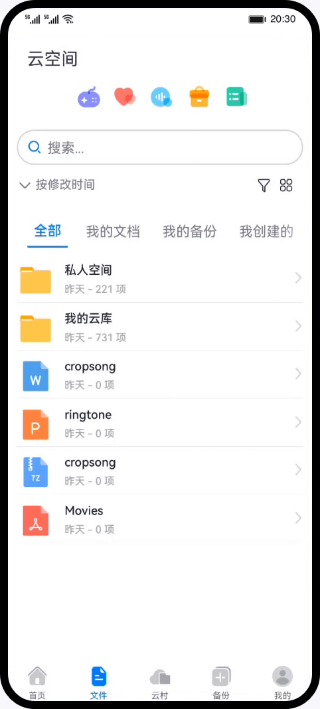 5G 5G 20:30
云空间
搜索...
按修改时间
全部 我的文档 我的备份 我创建的
私人空间
昨天 - 221 项
我的云库
昨天 - 731 项
W
cropsong
昨天 - 0 项
P
ringtone
昨天 - 0 项
7Z
cropsong
昨天 - 0 项
Movies
昨天 - 0 项
首页 文件 云村 备份 我的